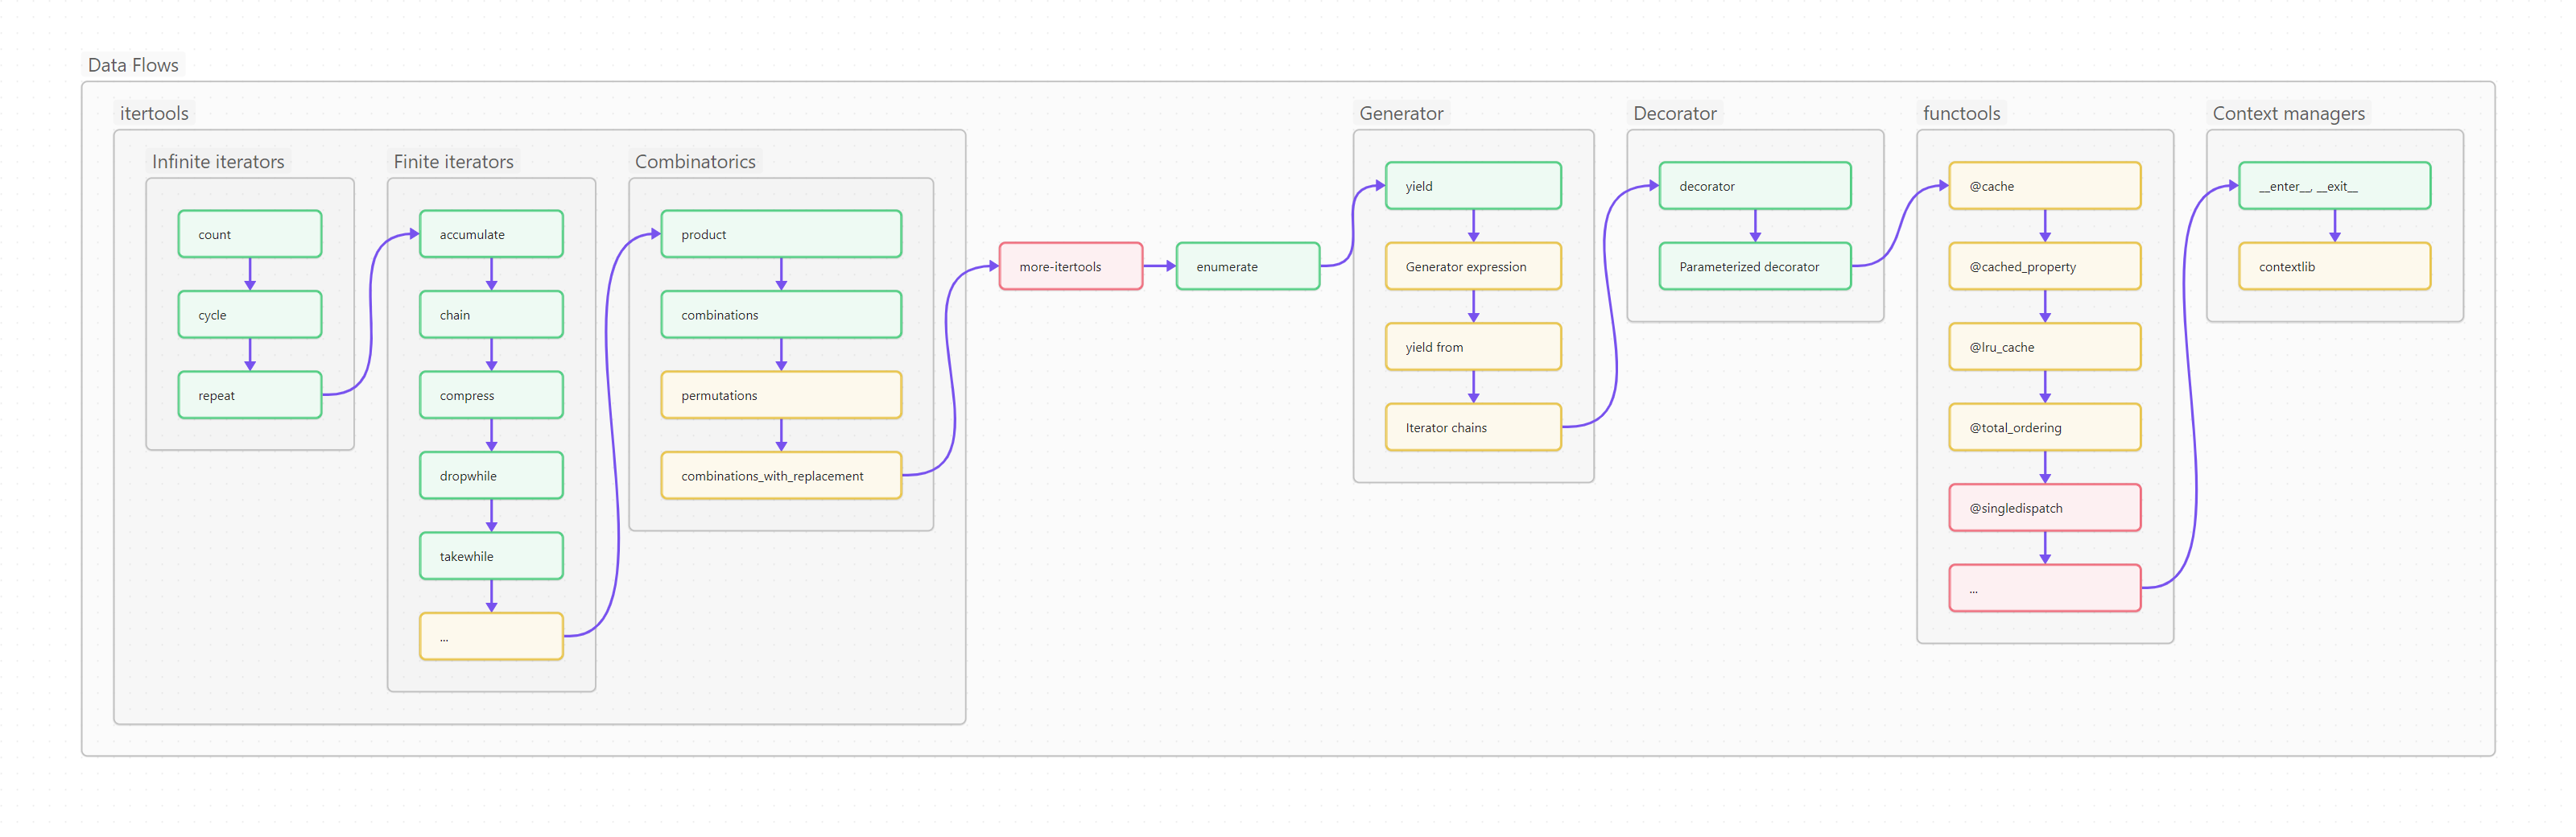 Data Flows
itertools
Infinite iterators
count
cycle
repeat
Finite iterators
accumulate
chain
compress
dropwhile
takewhile
...
Combinatorics
product
combinations
permutations
combinations_with_replacement
more-itertools
enumerate
Generator
yield
Generator expression
yield from
Iterator chains
Decorator
decorator
Parameterized decorator
functools
@cache
@cached_property
@lru_cache
@total_ordering
@singledispatch
...
Context managers
__enter__, __exit__
contextlib